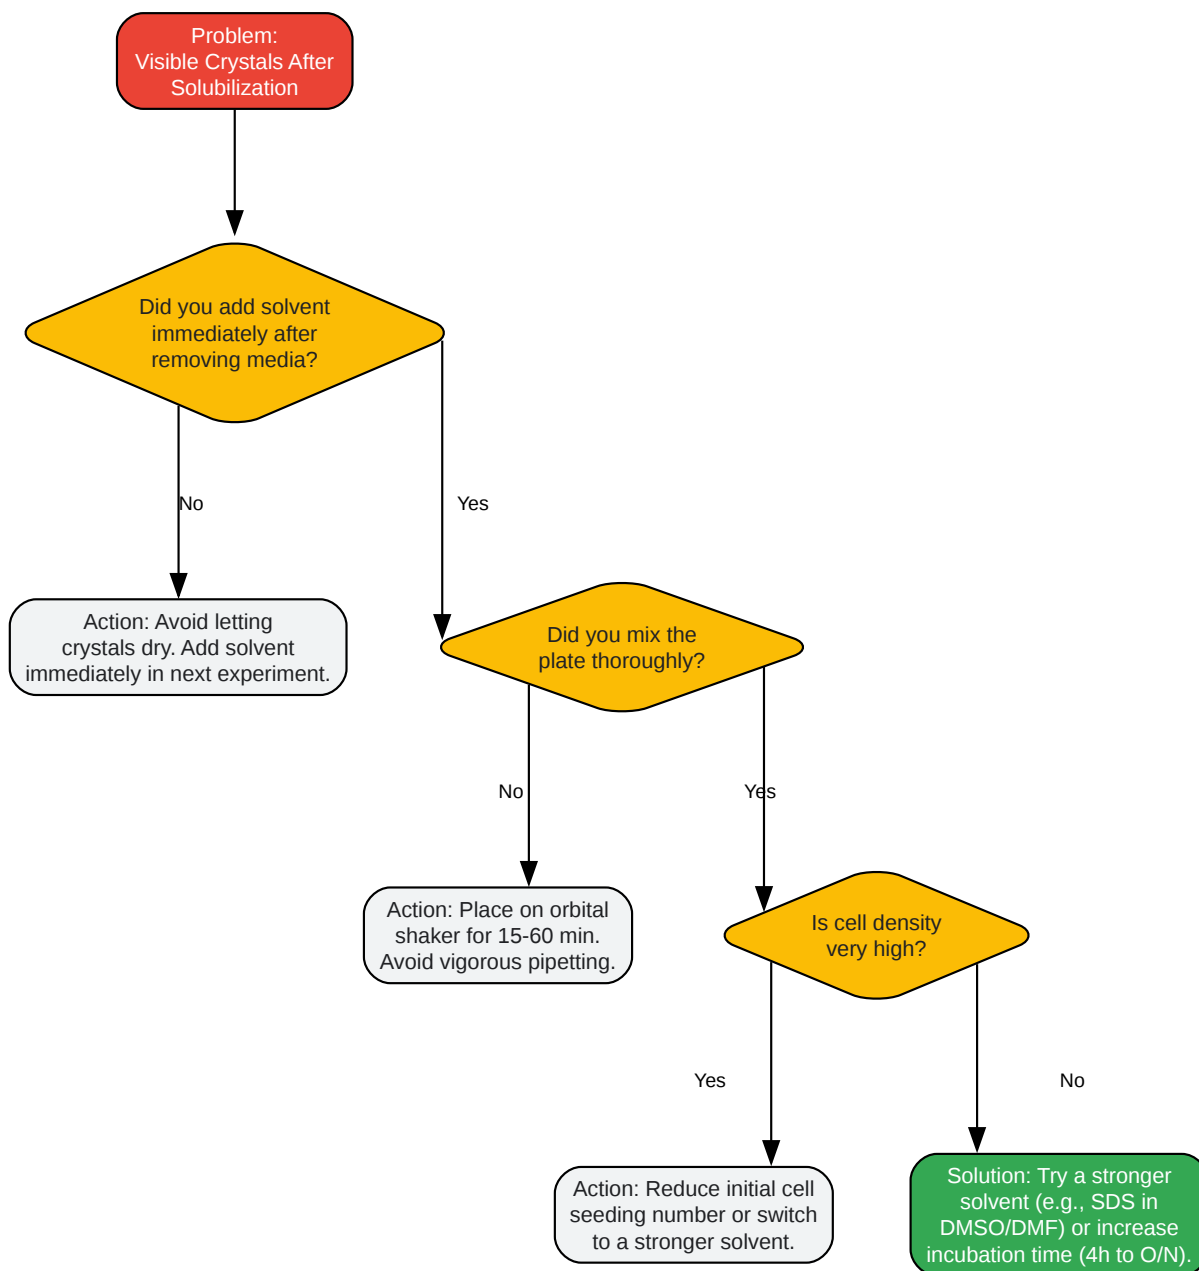 Problem:
Visible Crystals After
Solubilization
Did you add solvent
immediately after
removing media?
No
Yes
Action: Avoid letting
crystals dry. Add solvent
immediately in next experiment.
Did you mix the
plate thoroughly?
No
Yes
Action: Place on orbital
shaker for 15-60 min.
Avoid vigorous pipetting.
Is cell density
very high?
Yes
No
Action: Reduce initial cell
seeding number or switch
to a stronger solvent.
Solution: Try a stronger
solvent (e.g., SDS in
DMSO/DMF) or increase
incubation time (4h to O/N).